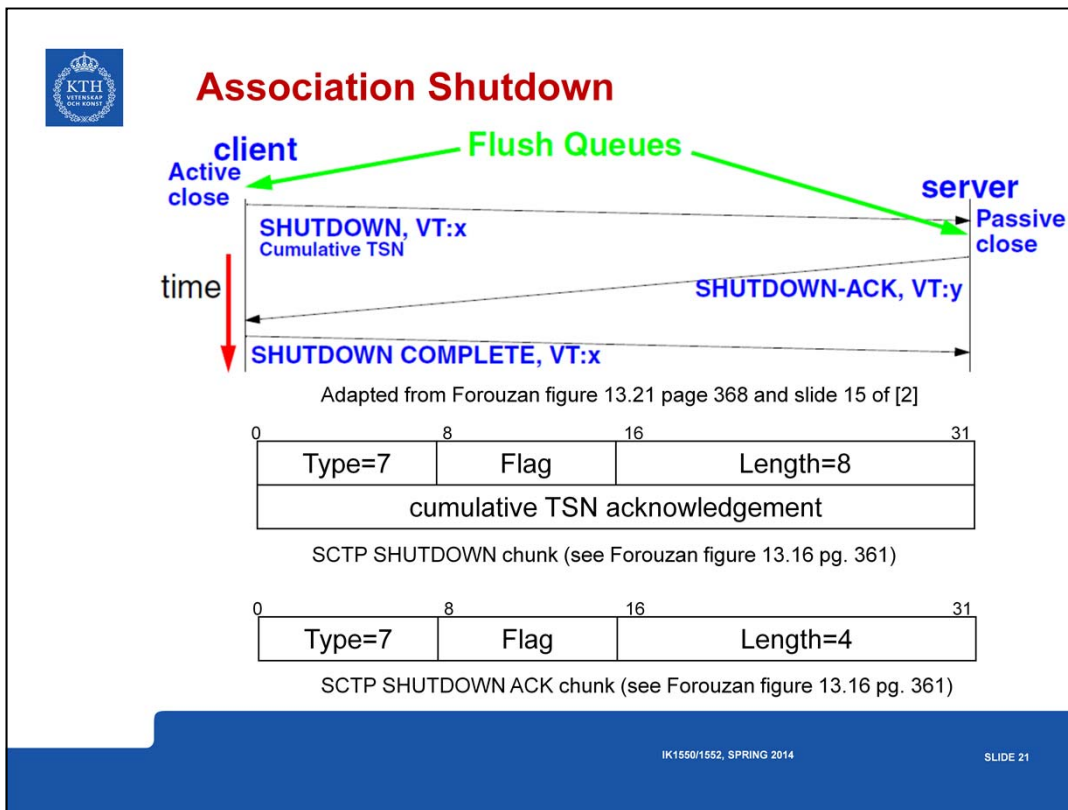 KTH
VETENSKAP
OCH KONST
Association Shutdown
client
Flush Queues
Active
close
server
Passive
close
SHUTDOWN, VT:x
Cumulative TSN
time
SHUTDOWN-ACK, VT:y
SHUTDOWN COMPLETE, VT:x
Adapted from Forouzan figure 13.21 page 368 and slide 15 of [2]
0 8 16 31
Type=7 Flag Length=8
cumulative TSN acknowledgement
SCTP SHUTDOWN chunk (see Forouzan figure 13.16 pg. 361)
0 8 16 31
Type=7 Flag Length=4
SCTP SHUTDOWN ACK chunk (see Forouzan figure 13.16 pg. 361)
IK1550/1552, SPRING 2014 SLIDE 21